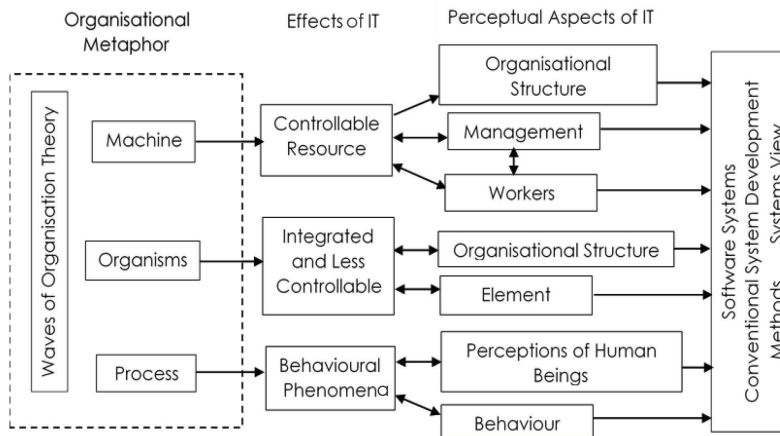 Organisational
Metaphor
Effects of IT
Perceptual Aspects of IT
Waves of Organisation Theory
Machine
Organisms
Process
Controllable
Resource
Integrated
and Less
Controllable
Behavioural
Phenomena
Organisational
Structure
Management
Workers
Organisational Structure
Element
Perceptions of Human
Beings
Behaviour
Software Systems
Conventional System Development
Methods Systems View